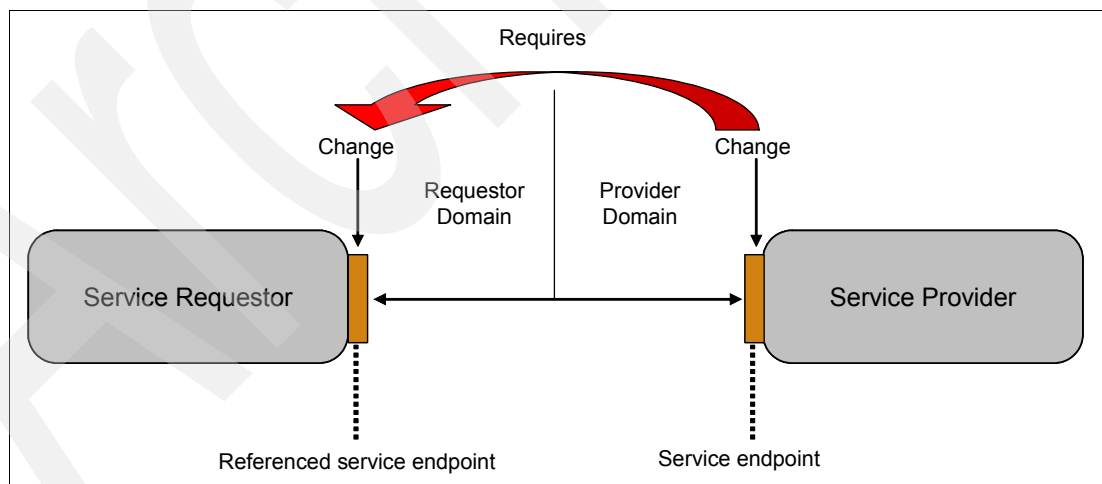 Requires
Change
Change
Requestor
Domain
Provider
Domain
Service Requestor
Service Provider
Referenced service endpoint
Service endpoint